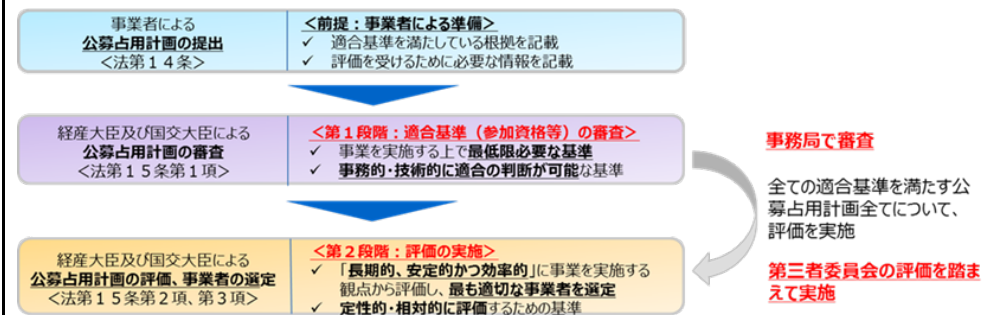 事業者による
公募占用計画の提出
＜法第１４条＞
＜前提：事業者による準備＞
✓ 適合基準を満たしている根拠を記載
✓ 評価を受けるために必要な情報を記載
経産大臣及び国交大臣による
公募占用計画の審査
＜法第１５条第１項＞
＜第１段階：適合基準（参加資格等）の審査＞
✓ 事業を実施する上で最低限必要な基準
✓ 事務的・技術的に適合の判断が可能な基準
事務局で審査
全ての適合基準を満たす公
募占用計画全てについて、
評価を実施
第三者委員会の評価を踏ま
えて実施
経産大臣及び国交大臣による
公募占用計画の評価、事業者の選定
＜法第１５条第２項、第３項＞
＜第２段階：評価の実施＞
✓ 「長期的、安定的かつ効率的」に事業を実施する
観点から評価し、最も適切な事業者を選定
✓ 定性的・相対的に評価するための基準